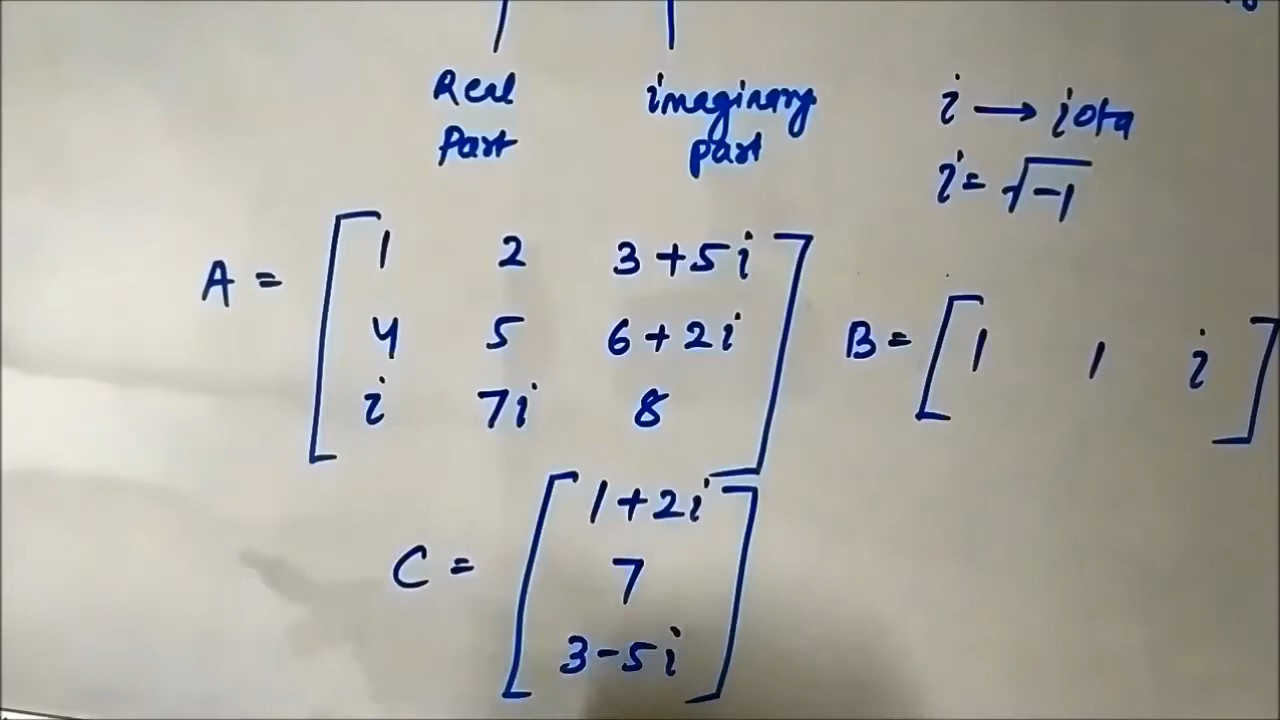 Real Part
imaginary part
i → iota
i = √-1
A = [ 1 2 3+5i
4 5 6+2i
i 7i 8 ]
B = [ 1 1 i ]
C = [ 1+2i
7
3-5i ]